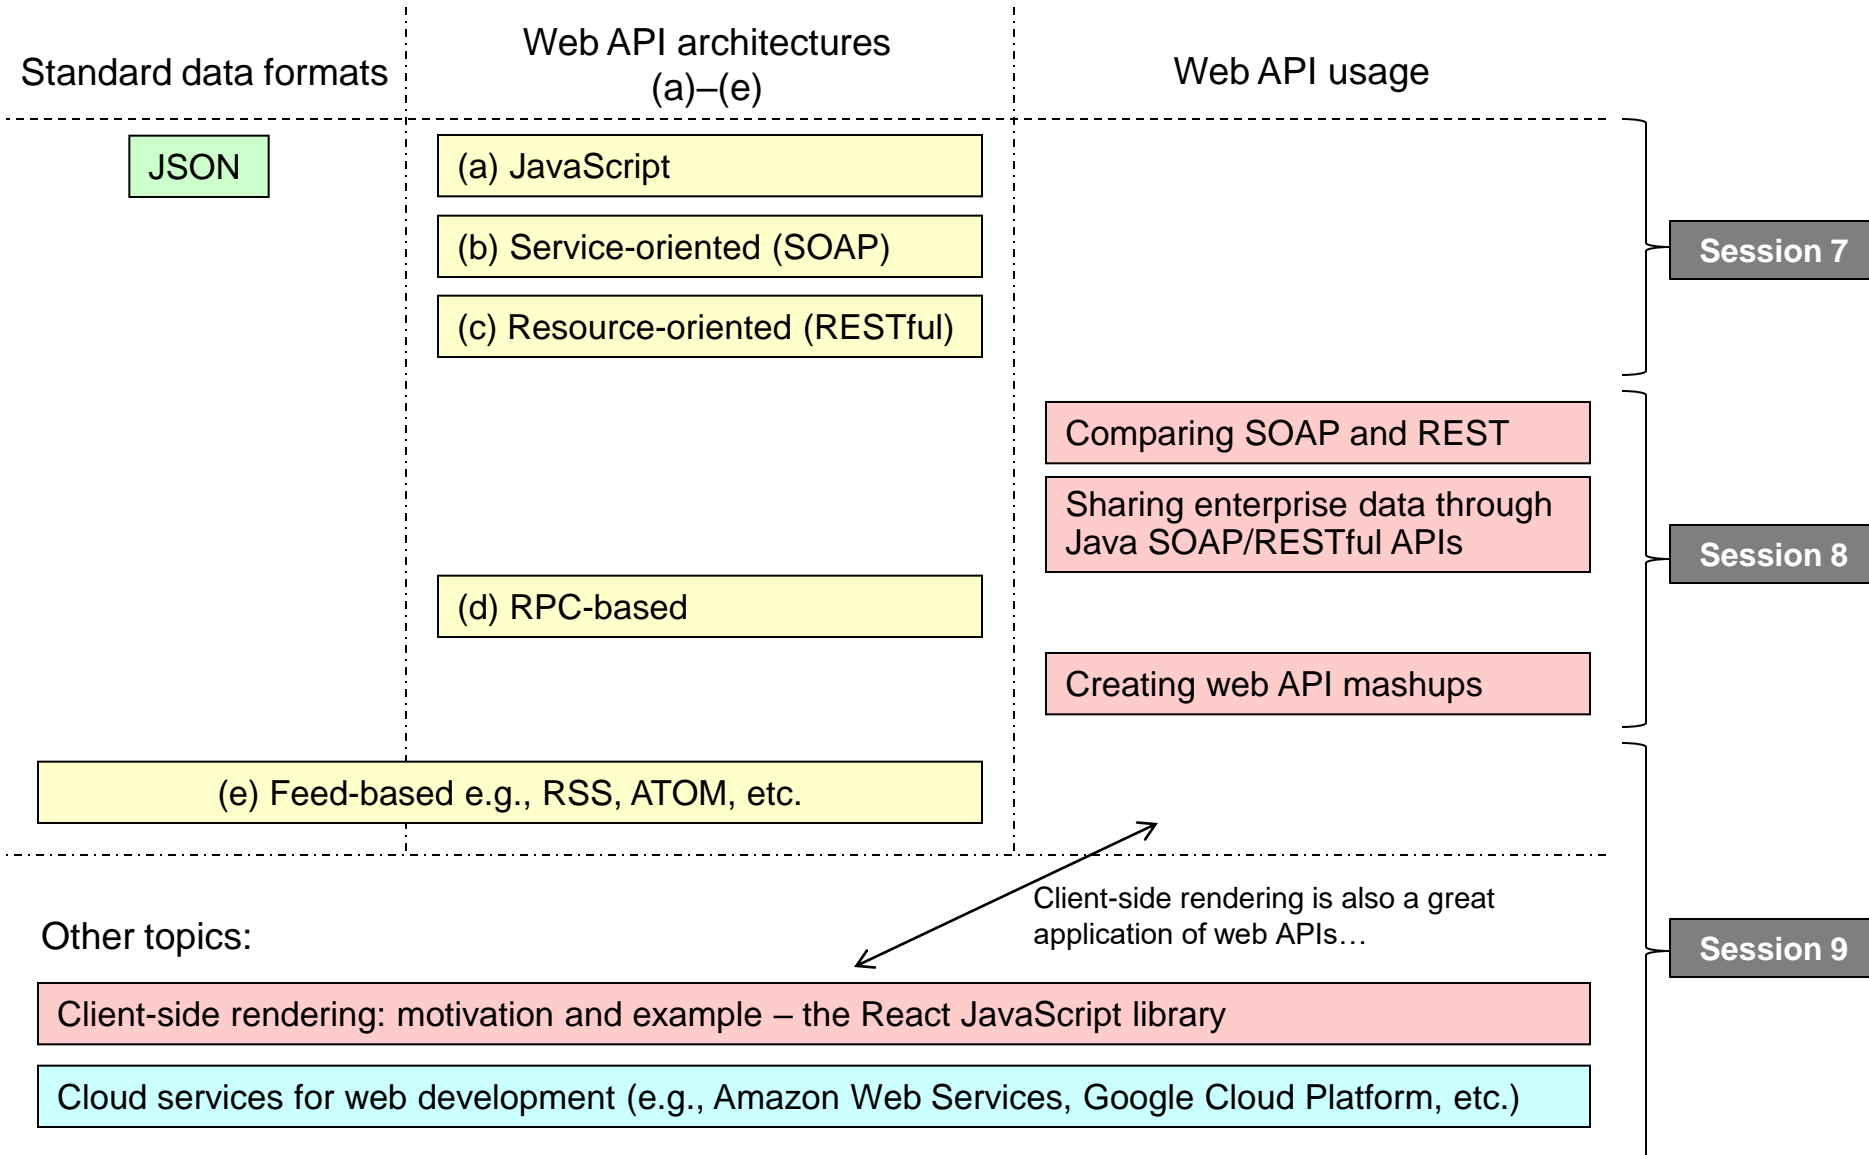 Standard data formats
Web API architectures
(a)–(e)
Web API usage
JSON
(a) JavaScript
(b) Service-oriented (SOAP)
(c) Resource-oriented (RESTful)
Session 7
Comparing SOAP and REST
Sharing enterprise data through
Java SOAP/RESTful APIs
(d) RPC-based
Creating web API mashups
Session 8
(e) Feed-based e.g., RSS, ATOM, etc.
Client-side rendering is also a great
application of web APIs…
Other topics:
Client-side rendering: motivation and example – the React JavaScript library
Cloud services for web development (e.g., Amazon Web Services, Google Cloud Platform, etc.)
Session 9